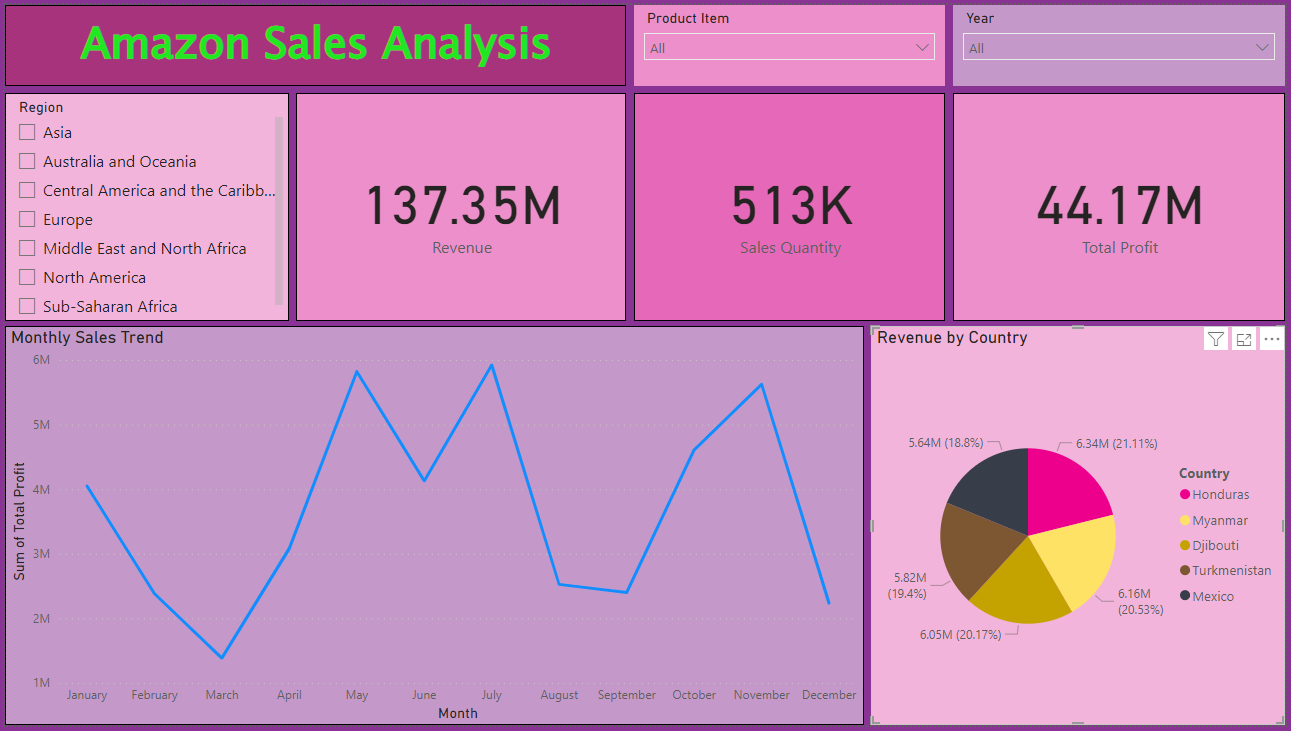 Amazon Sales Analysis
Product Item
All
Year
All
Region
Asia
Australia and Oceania
Central America and the Caribb...
Europe
Middle East and North Africa
North America
Sub-Saharan Africa
137.35M
Revenue
513K
Sales Quantity
44.17M
Total Profit
Monthly Sales Trend
Sum of Total Profit
6M
5M
4M
3M
2M
1M
January February March April May June July August September October November December
Month
Revenue by Country
5.64M (18.8%)
6.34M (21.11%)
5.82M
(19.4%)
6.16M
(20.53%)
6.05M (20.17%)
Country
Honduras
Myanmar
Djibouti
Turkmenistan
Mexico